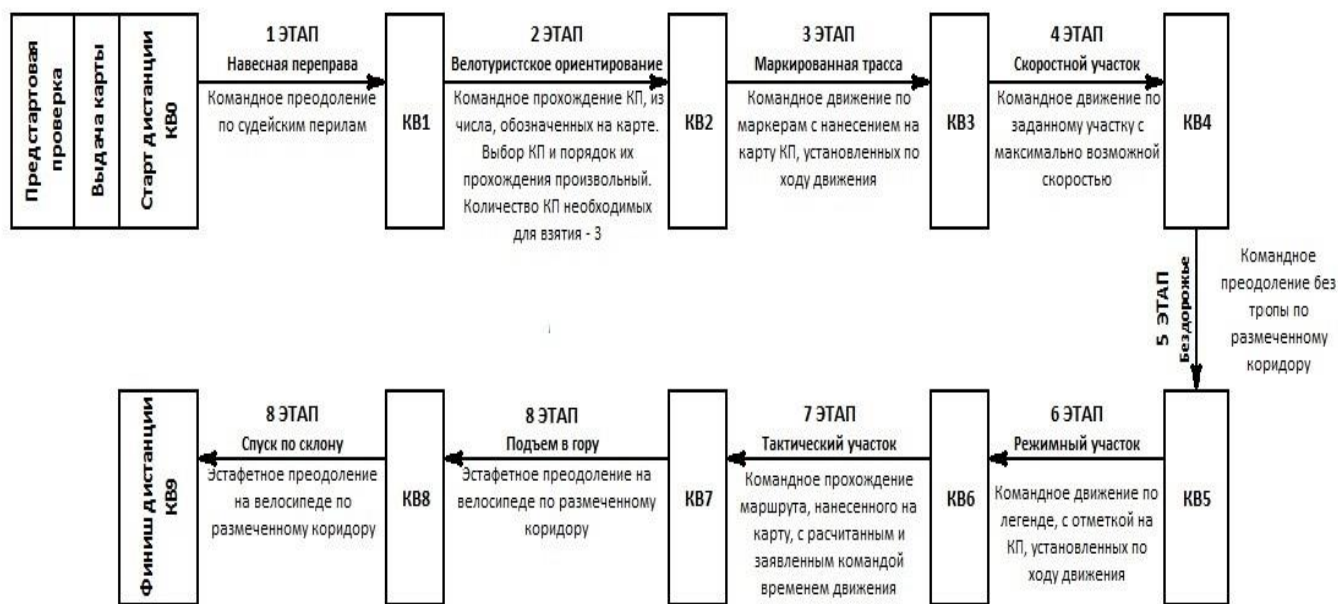 Предстартовая
проверка
Выдача карты
Старт дистанции
КВ0
1 ЭТАП
Навесная переправа
Командное преодоление
по судейским перилам
КВ1
2 ЭТАП
Велотуристское ориентирование
Командное прохождение КП, из
числа, обозначенных на карте.
Выбор КП и порядок их
прохождения произвольный.
Количество КП необходимых
для взятия - 3
КВ2
3 ЭТАП
Маркированная трасса
Командное движение по
маркерам с нанесением на
карту КП, установленных по
ходу движения
КВ3
4 ЭТАП
Скоростной участок
Командное движение по
заданному участку с
максимально возможной
скоростью
КВ4
5 ЭТАП
Бездорожье
Командное
преодоление без
тропы по
размеченному
коридору
КВ5
6 ЭТАП
Режимный участок
Командное движение по
легенде, с отметкой на
КП, установленных по
ходу движения
КВ6
7 ЭТАП
Тактический участок
Командное прохождение
маршрута, нанесенного на
карту, с расчитанным и
заявленным командой
временем движения
КВ7
8 ЭТАП
Подъем в гору
Эстафетное преодоление на
велосипеде по размеченному
коридору
КВ8
8 ЭТАП
Спуск по склону
Эстафетное преодоление
на велосипеде по
размеченному коридору
Финиш дистанции
КВ9